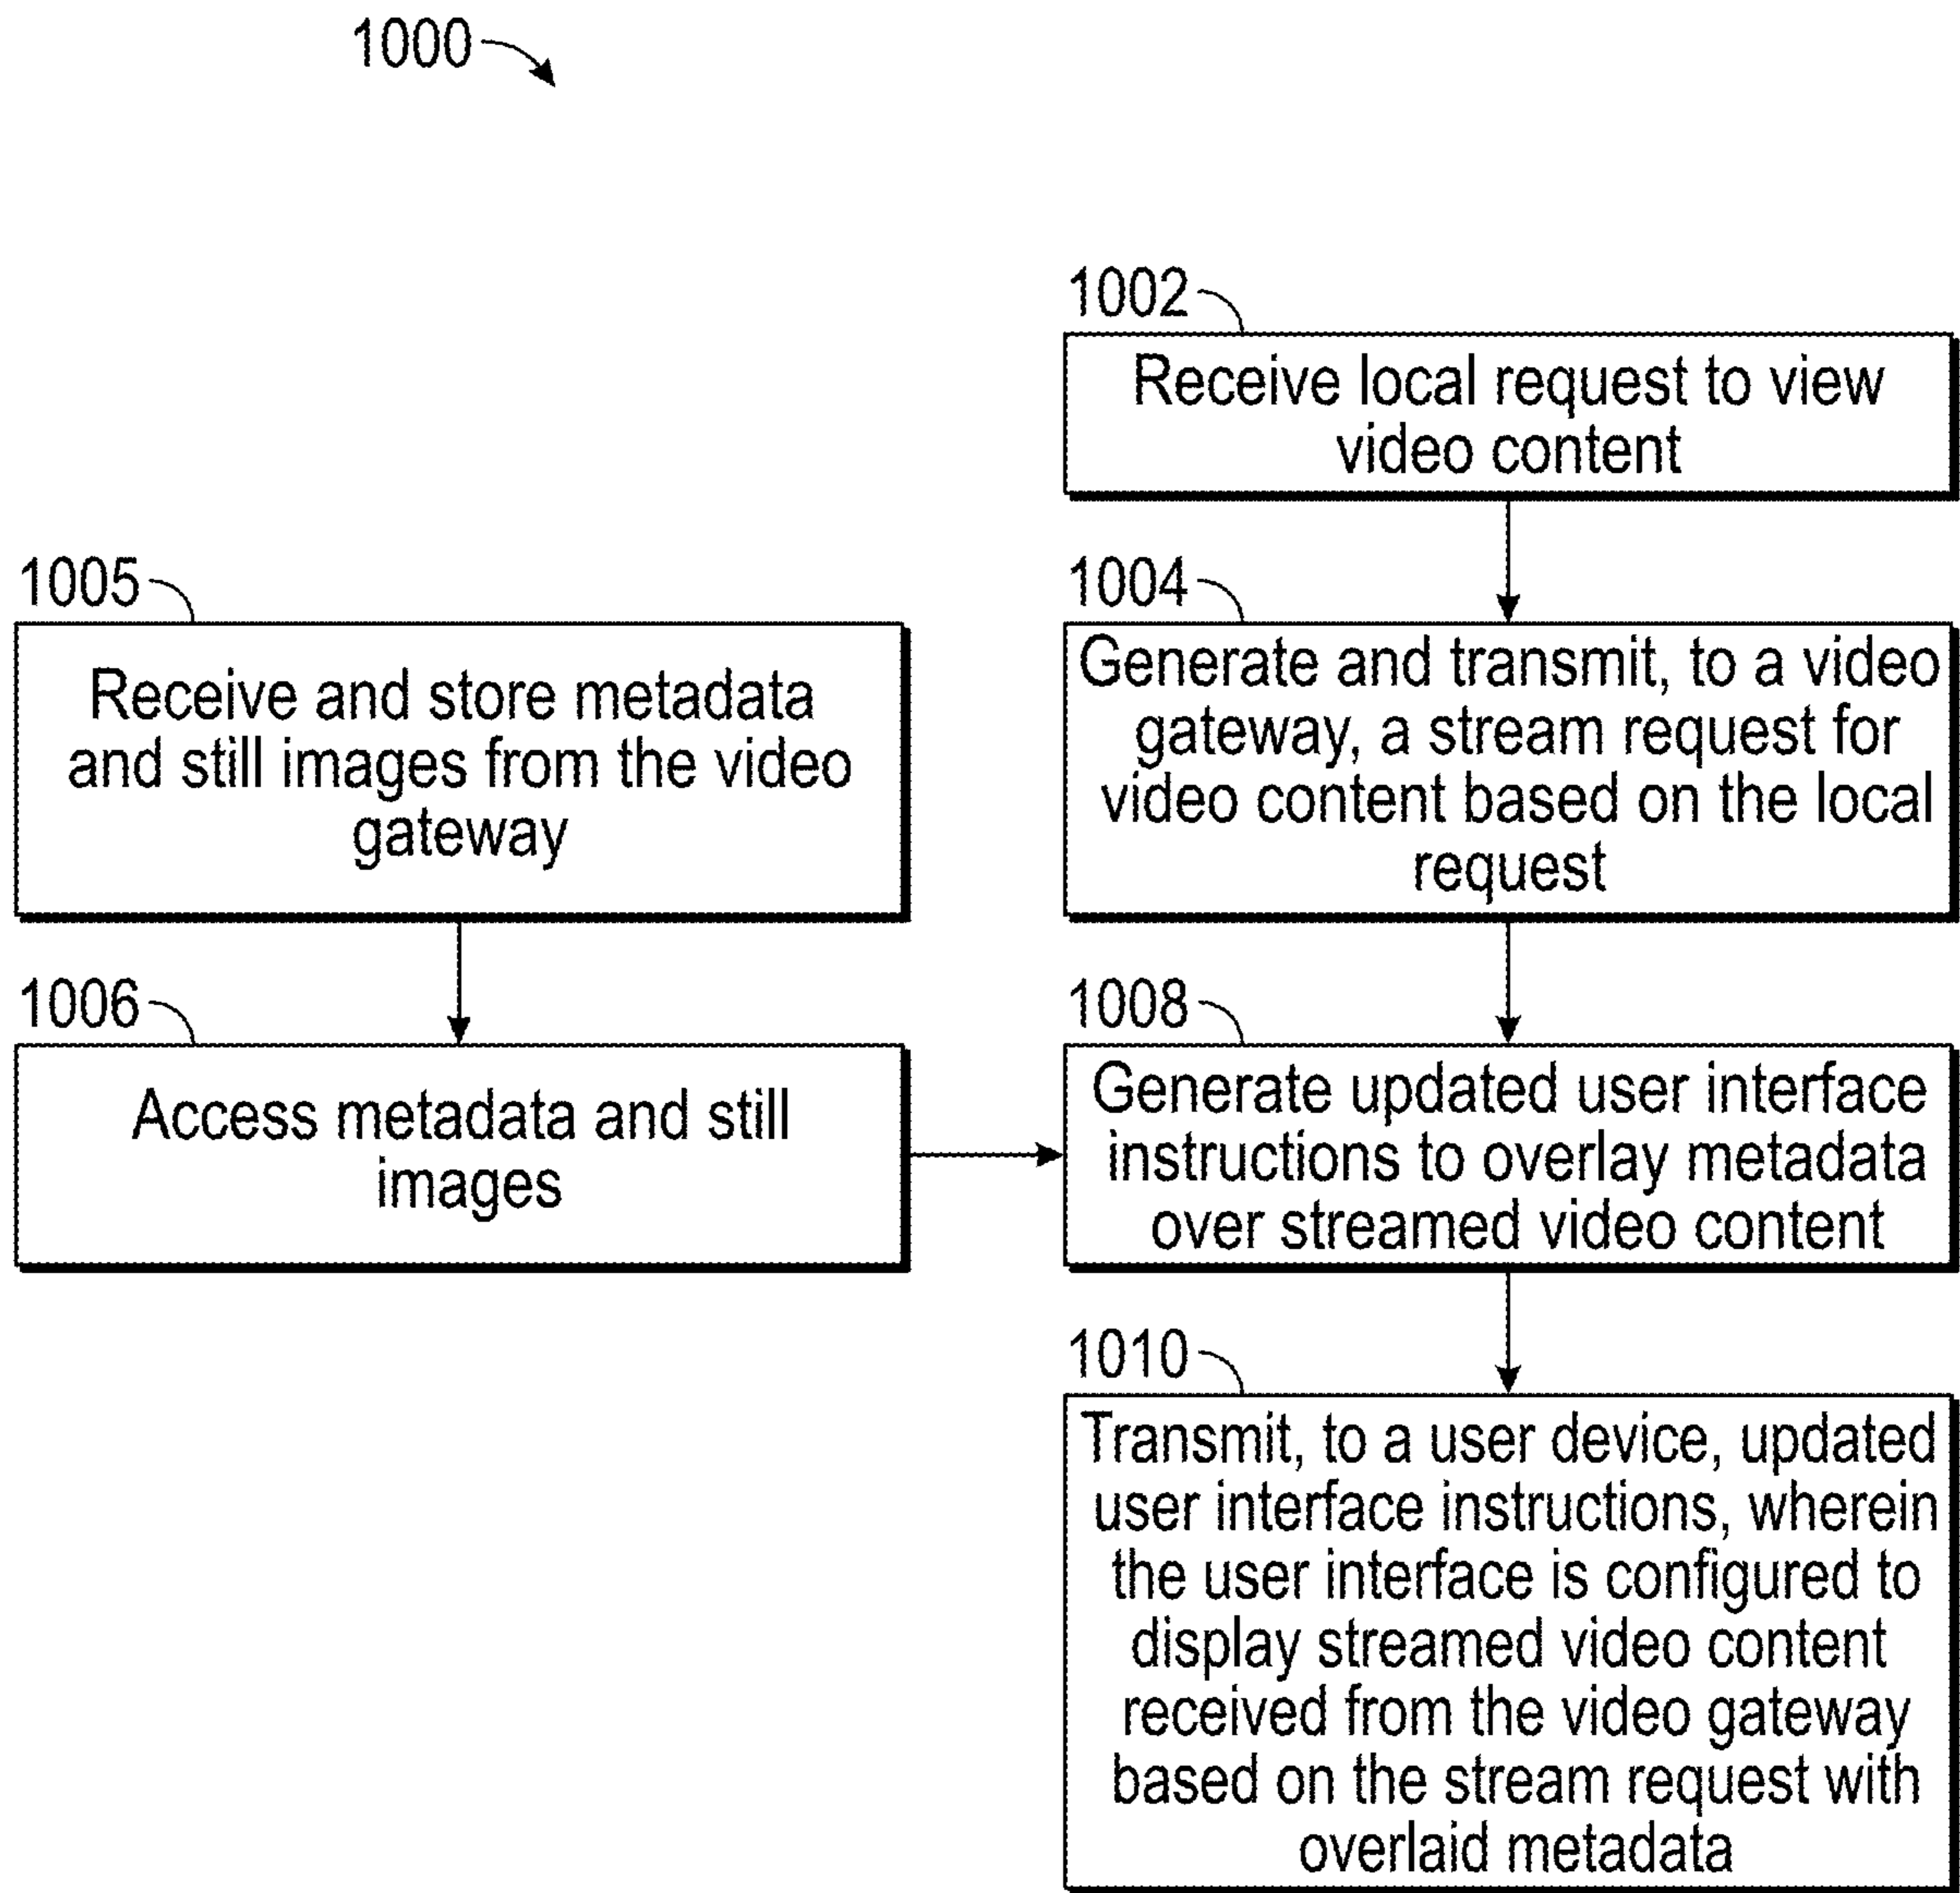 1000
1002
Receive local request to view
video content
1005
Receive and store metadata
and still images from the video
gateway
1004
Generate and transmit, to a video
gateway, a stream request for
video content based on the local
request
1006
Access metadata and still
images
1008
Generate updated user interface
instructions to overlay metadata
over streamed video content
1010
Transmit, to a user device, updated
user interface instructions, wherein
the user interface is configured to
display streamed video content
received from the video gateway
based on the stream request with
overlaid metadata